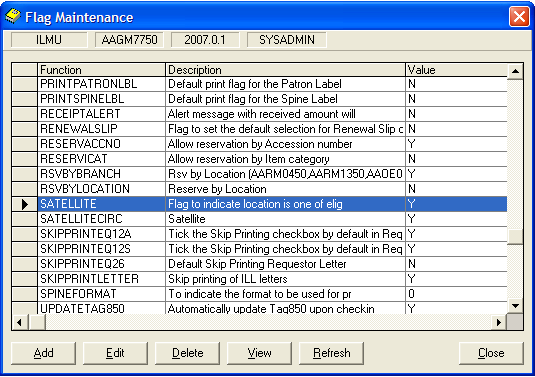 Flag Maintenance
ILMU AAGM7750 2007.0.1 SYSADMIN
Function Description Value
PRINTPATRONLBL Default print flag for the Patron Label N
PRINTSPINELBL Default print flag for the Spine Label N
RECEIPTALERT Alert message with received amount will N
RENEWALSLIP Flag to set the default selection for Renewal Slip c N
RESERVACCNO Allow reservation by Accession number Y
RESERVICAT Allow reservation by Item category N
RSVBYBRANCH Rsv by Location (AARM0450,AARM1350,AAOE0 Y
RSVBYLOCATION Reserve by Location N
SATELLITE Flag to indicate location is one of elig Y
SATELLITECIRC Satellite Y
SKIPPRINTEQ12A Tick the Skip Printing checkbox by default in Req Y
SKIPPRINTEQ12S Tick the Skip Printing checkbox by default in Req Y
SKIPPRINTEQ26 Default Skip Printing Requestor Letter N
SKIPPRINTLETTER Skip printing of ILL letters Y
SPINEFORMAT To indicate the format to be used for pr 0
UPDATETAG850 Automatically update Tag850 upon checkin Y
Add Edit Delete View Refresh Close